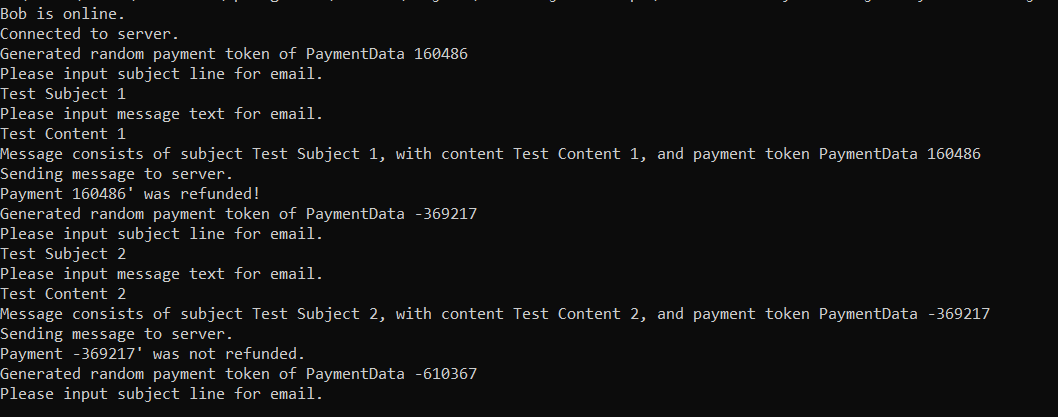 Bob is online.
Connected to server.
Generated random payment token of PaymentData 160486
Please input subject line for email.
Test Subject 1
Please input message text for email.
Test Content 1
Message consists of subject Test Subject 1, with content Test Content 1, and payment token PaymentData 160486
Sending message to server.
Payment 160486' was refunded!
Generated random payment token of PaymentData -369217
Please input subject line for email.
Test Subject 2
Please input message text for email.
Test Content 2
Message consists of subject Test Subject 2, with content Test Content 2, and payment token PaymentData -369217
Sending message to server.
Payment -369217' was not refunded.
Generated random payment token of PaymentData -610367
Please input subject line for email.